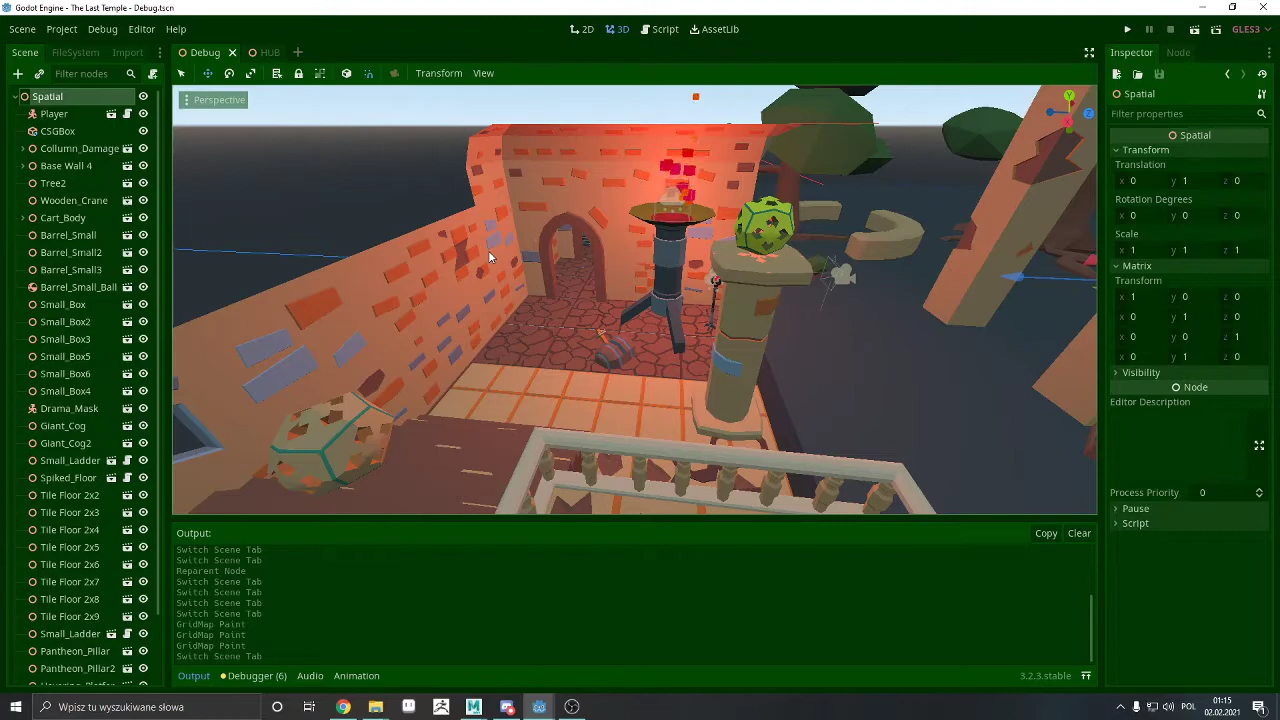 Godot Engine - The Last Temple - Debug.tscn
Scene Project Debug Editor Help
2D 3D Script AssetLib
GLES3
Scene FileSystem Import
Debug HUB
Inspector Node
Filter nodes
Transform View
Spatial
Player
CSGBox
Collumn_Damage
Base Wall 4
Tree2
Wooden_Crane
Cart_Body
Barrel_Small
Barrel_Small2
Barrel_Small3
Barrel_Small_Ball
Small_Box
Small_Box2
Small_Box3
Small_Box5
Small_Box6
Small_Box4
Drama_Mask
Giant_Cog
Giant_Cog2
Small_Ladder
Spiked_Floor
Tile Floor 2x2
Tile Floor 2x3
Tile Floor 2x4
Tile Floor 2x5
Tile Floor 2x6
Tile Floor 2x7
Tile Floor 2x8
Tile Floor 2x9
Small_Ladder
Pantheon_Pillar
Pantheon_Pillar2
Perspective
Y
Z
Output:
Copy Clear
Switch Scene Tab
Switch Scene Tab
Reparent Node
Switch Scene Tab
Switch Scene Tab
Switch Scene Tab
Switch Scene Tab
GridMap Paint
GridMap Paint
GridMap Paint
Switch Scene Tab
Output Debugger (6) Audio Animation
3.2.3.stable
Spatial
Filter properties
Spatial
Transform
Translation
x 0 y 1 z 0
Rotation Degrees
x 0 y 0 z 0
Scale
x 1 y 1 z 1
Matrix
Transform
x 1 y 0 z 0
x 0 y 1 z 0
x 0 y 0 z 1
x 0 y 1 z 0
Visibility
Node
Editor Description
Process Priority 0
Pause
Script
Wpisz tu wyszukiwane słowa
POL
01:15
02.02.2021